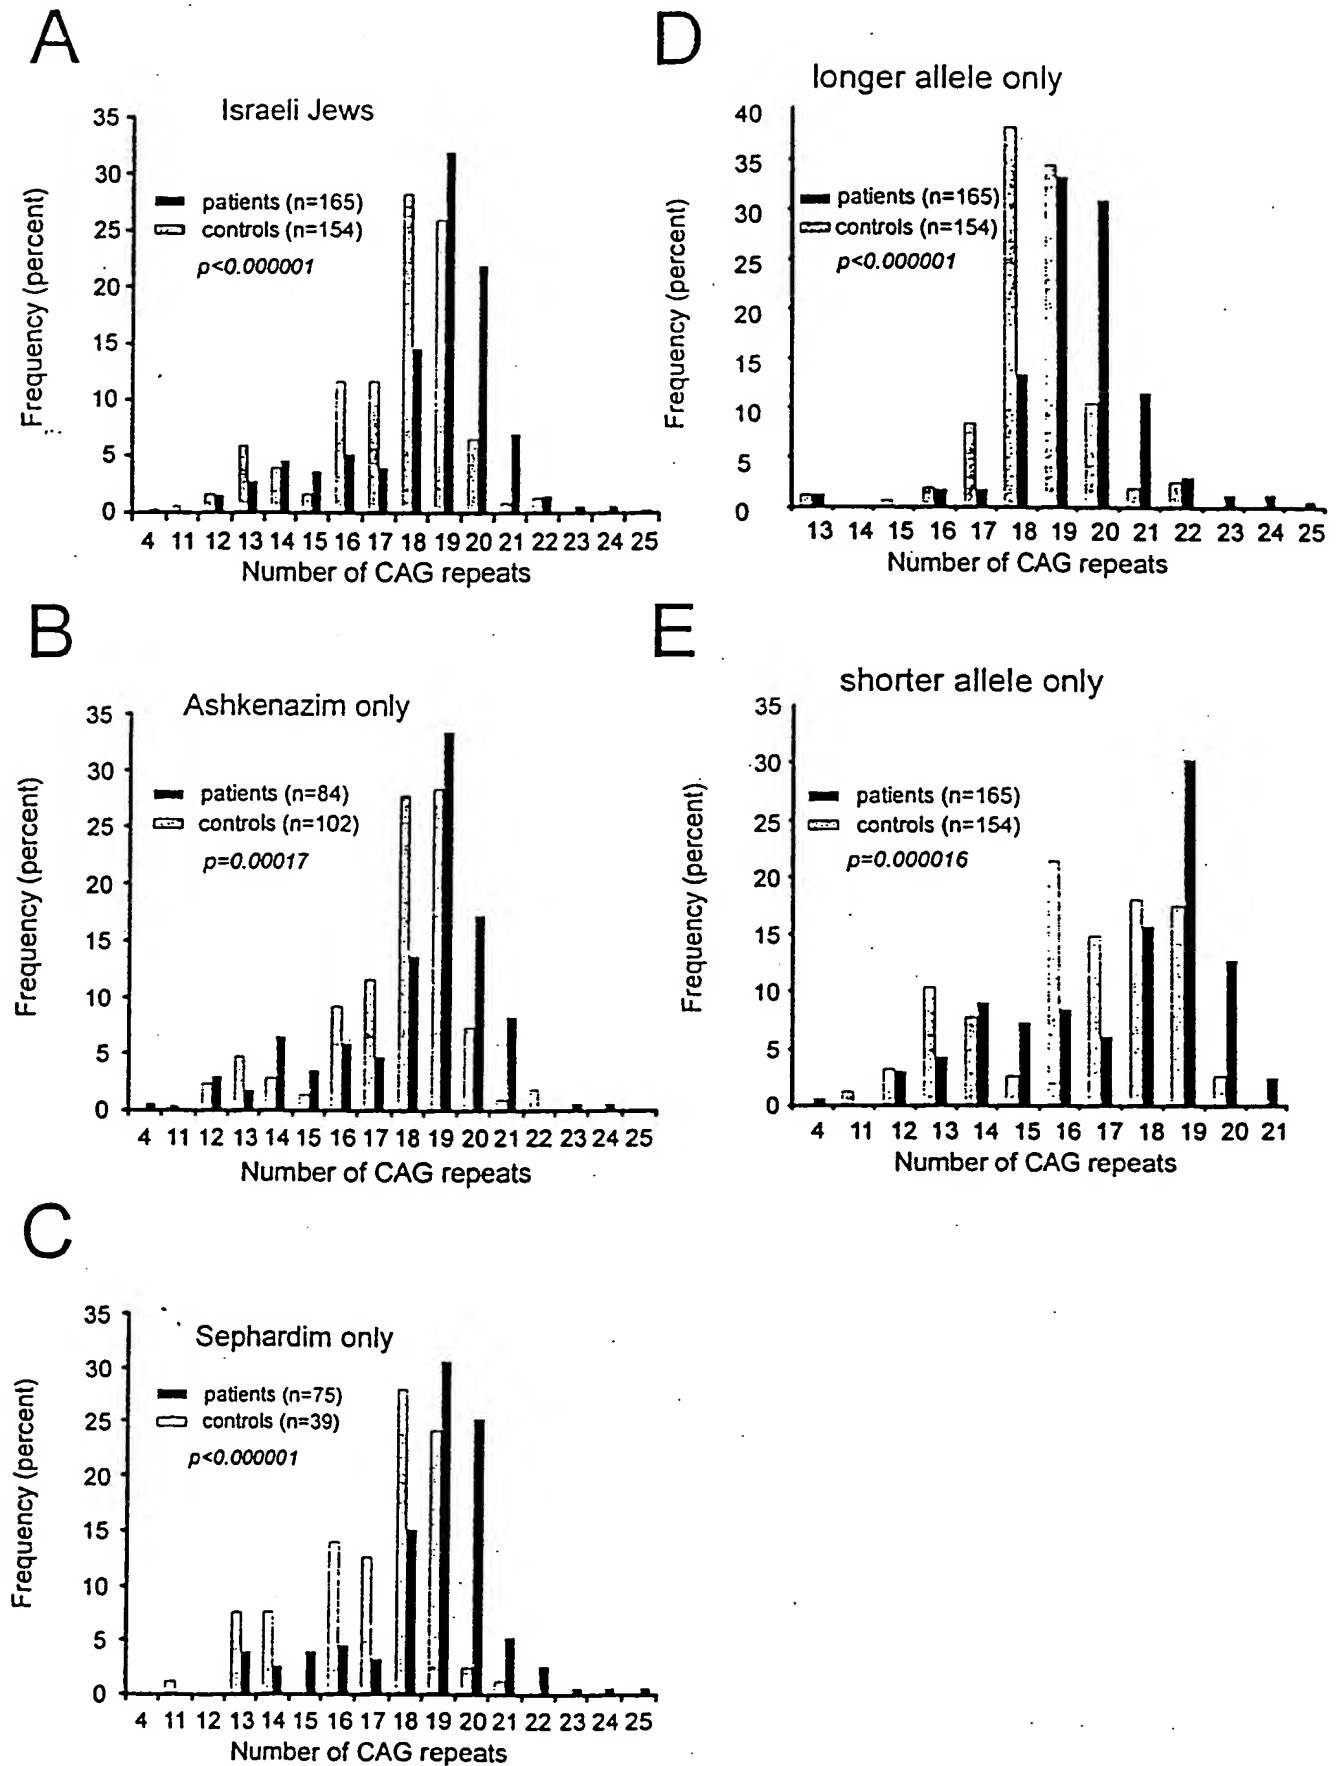 A
Israeli Jews
35
30
25
20
15
10
5
0
Frequency (percent)
patients (n=165)
controls (n=154)
p<0.000001
4 11 12 13 14 15 16 17 18 19 20 21 22 23 24 25
Number of CAG repeats
B
Ashkenazim only
35
30
25
20
15
10
5
0
Frequency (percent)
patients (n=84)
controls (n=102)
p=0.00017
4 11 12 13 14 15 16 17 18 19 20 21 22 23 24 25
Number of CAG repeats
C
Sephardim only
35
30
25
20
15
10
5
0
Frequency (percent)
patients (n=75)
controls (n=39)
p<0.000001
4 11 12 13 14 15 16 17 18 19 20 21 22 23 24 25
Number of CAG repeats
D
longer allele only
40
35
30
25
20
15
10
5
0
Frequency (percent)
patients (n=165)
controls (n=154)
p<0.000001
13 14 15 16 17 18 19 20 21 22 23 24 25
Number of CAG repeats
E
shorter allele only
35
30
25
20
15
10
5
0
Frequency (percent)
patients (n=165)
controls (n=154)
p=0.000016
4 11 12 13 14 15 16 17 18 19 20 21
Number of CAG repeats